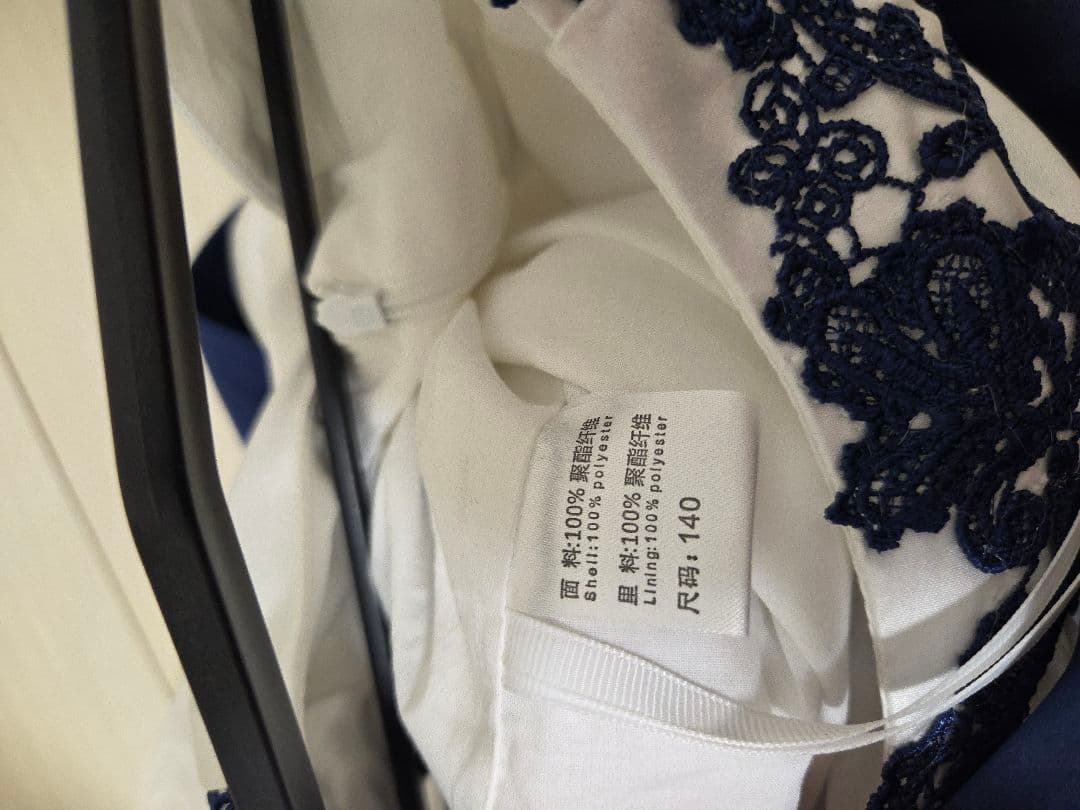 面 料:100% 聚酯纤维
Shell:100% polyester
里 料:100% 聚酯纤维
Lining:100% polyester
尺码: 140